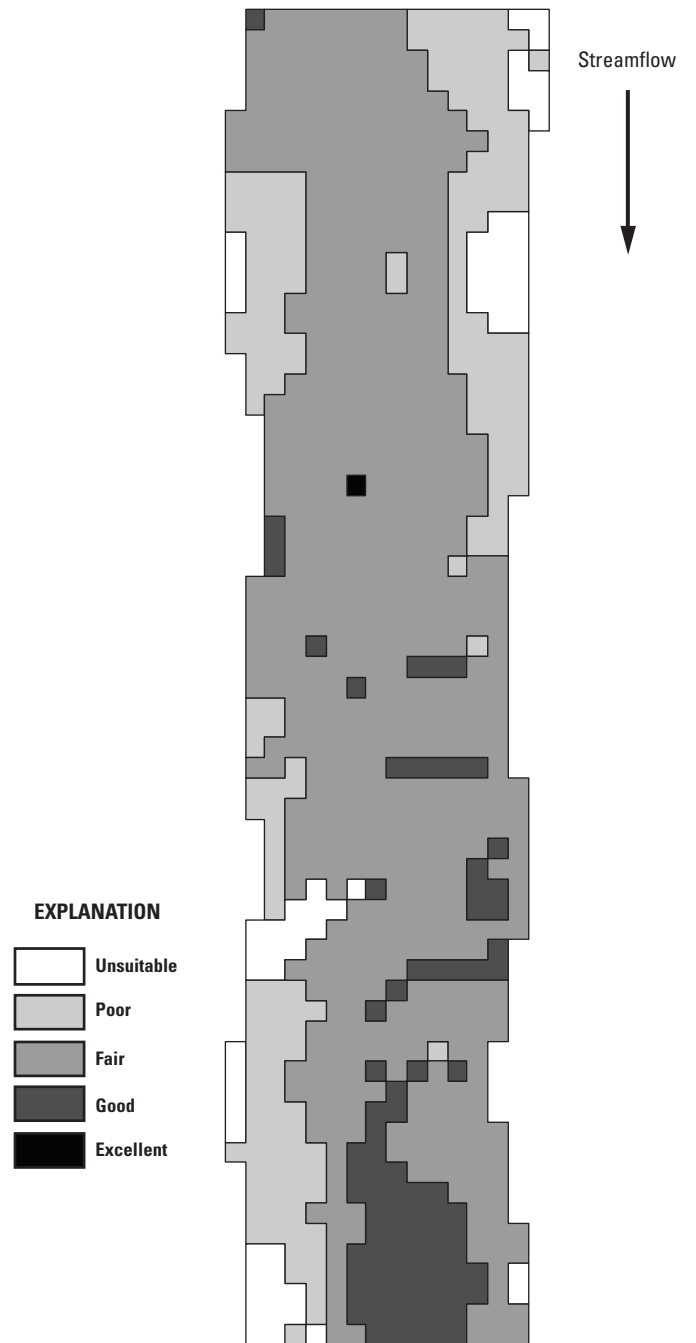 Streamflow
EXPLANATION
Unsuitable
Poor
Fair
Good
Excellent